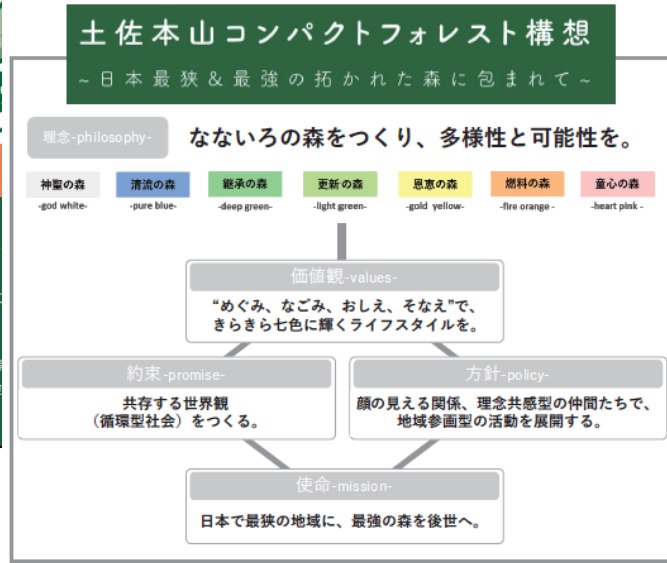 土佐本山コンパクトフォレスト構想
~日本最狭&最強の拓かれた森に包まれて~
理念-philosophy-
なないろの森をつくり、多様性と可能性を。
神聖の森
-god white-
清流の森
-pure blue-
継承の森
-deep green-
更新の森
-light green-
恩恵の森
-gold yellow-
燃料の森
-fire orange -
童心の森
-heart pink -
価値観-values-
“めぐみ、なごみ、おしえ、そなえ”で、
きらきら七色に輝くライフスタイルを。
約束-promise-
共存する世界観
(循環型社会)をつくる。
方針-policy-
顔の見える関係、理念共感型の仲間たちで、
地域参画型の活動を展開する。
使命-mission-
日本で最狭の地域に、最強の森を後世へ。